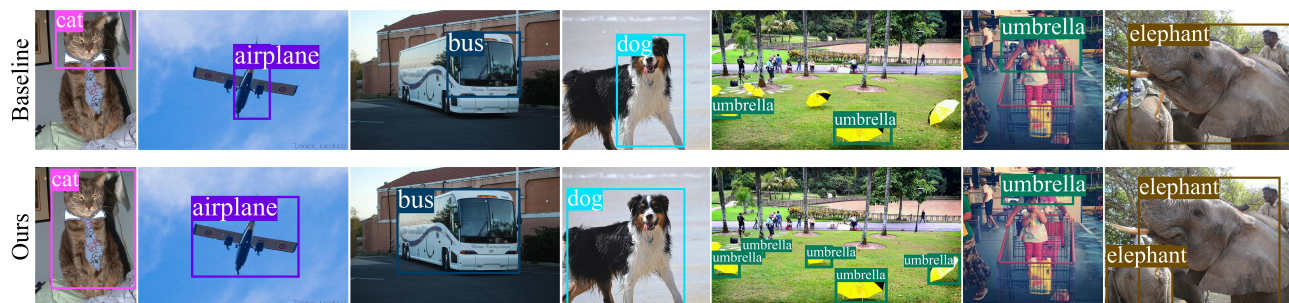 Baseline
cat
airplane
bus
dog
umbrella
umbrella
umbrella
elephant
Ours
cat
airplane
bus
dog
umbrella
umbrella
umbrella
umbrella
umbrella
umbrella
elephant
elephant